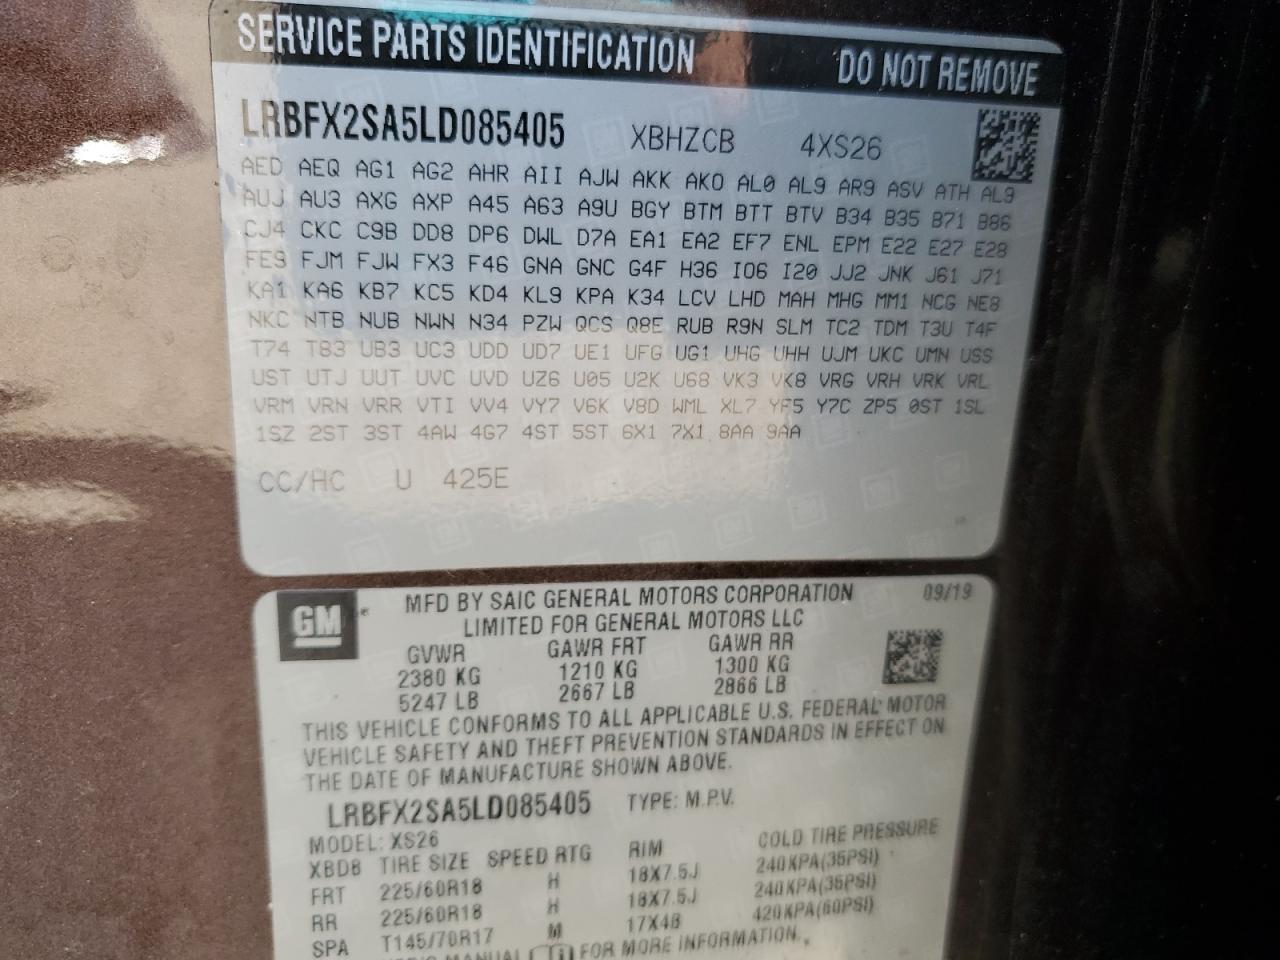 SERVICE PARTS IDENTIFICATION DO NOT REMOVE
LRBFX2SA5LD085405 XBHZCB 4XS26
AED AEQ AG1 AG2 AHR AII AJW AKK AKO AL0 AL9 AR9 ASV ATH AL9
AUJ AU3 AXG AXP A45 A63 A9U BGY BTM BTT BTV B34 B35 B71 B86
CJ4 CKC C9B DD8 DP6 DWL D7A EA1 EA2 EF7 ENL EPM E22 E27 E28
FE9 FJM FJW FX3 F46 GNA GNC G4F H36 I06 I20 JJ2 JNK J61 J71
KA1 KA6 KB7 KC5 KD4 KL9 KPA K34 LCV LHD MAH MHG MM1 NCG NE8
NKC NTB NUB NWN N34 PZW QCS Q8E RUB R9N SLM TC2 TDM T3U T4F
T74 T83 UB3 UC3 UDD UD7 UE1 UFG UG1 UHG UHH UJM UKC UMN USS
UST UTJ UUT UVC UVD UZ6 U05 U2K U68 VK3 VK8 VRG VRH VRK VRL
VRM VRN VRR VTI VV4 VY7 V6K V8D WML XL7 YF5 Y7C ZP5 0ST 1SL
1SZ 2ST 3ST 4AW 4G7 4ST 5ST 6X1 7X1 8AA 9AA
CC/HC U 425E
GM ®
MFD BY SAIC GENERAL MOTORS CORPORATION 09/19
LIMITED FOR GENERAL MOTORS LLC
GVWR GAWR FRT GAWR RR
2380 KG 1210 KG 1300 KG
5247 LB 2667 LB 2866 LB
THIS VEHICLE CONFORMS TO ALL APPLICABLE U.S. FEDERAL MOTOR
VEHICLE SAFETY AND THEFT PREVENTION STANDARDS IN EFFECT ON
THE DATE OF MANUFACTURE SHOWN ABOVE.
LRBFX2SA5LD085405 TYPE: M.P.V.
MODEL: XS26
XBDB TIRE SIZE SPEED RTG RIM COLD TIRE PRESSURE
FRT 225/60R18 H 18X7.5J 240KPA(35PSI)
RR 225/60R18 H 18X7.5J 240KPA(35PSI)
SPA T145/70R17 M 17X4B 420KPA(60PSI)
MANUAL FOR MORE INFORMATION.